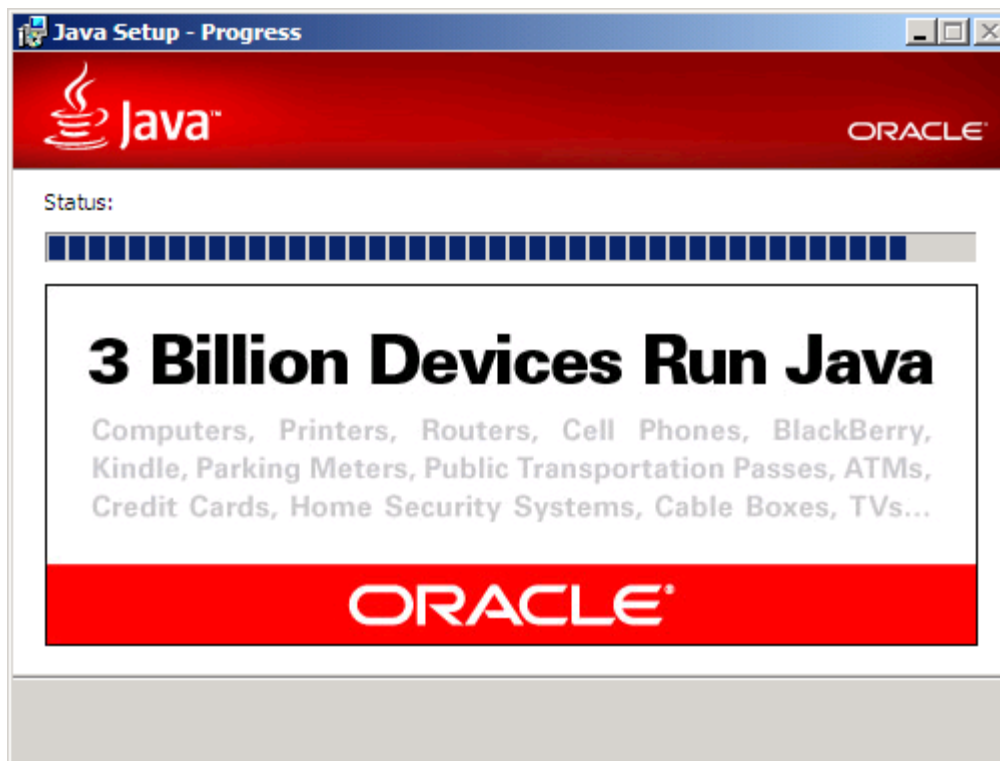 Java Setup - Progress
Java™
ORACLE®
Status:
3 Billion Devices Run Java
Computers, Printers, Routers, Cell Phones, BlackBerry,
Kindle, Parking Meters, Public Transportation Passes, ATMs,
Credit Cards, Home Security Systems, Cable Boxes, TVs...
ORACLE®